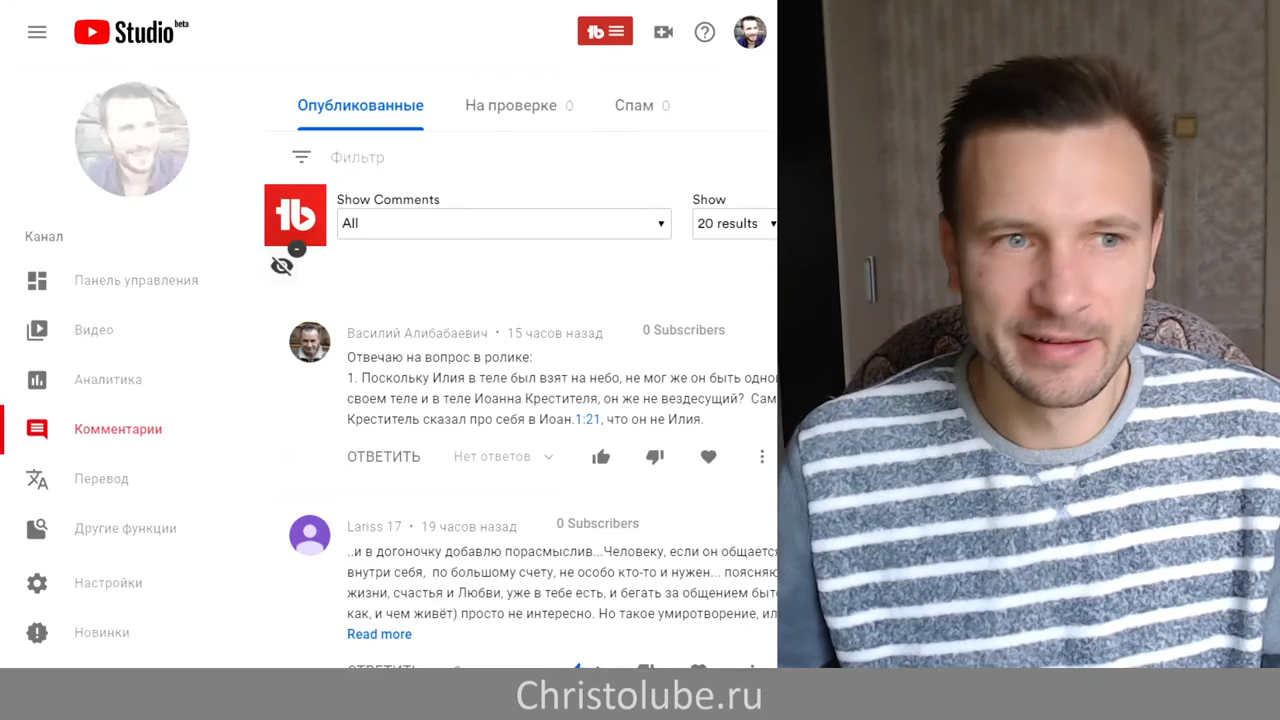 Studio beta
tb
Опубликованные
На проверке 0
Спам 0
Фильтр
Show Comments
Show
tb
All
20 results
Канал
Панель управления
Видео
Аналитика
Комментарии
Перевод
Другие функции
Настройки
Новинки
Василий Алибабаевич • 15 часов назад
0 Subscribers
Отвечаю на вопрос в ролике:
1. Поскольку Илия в теле был взят на небо, не мог же он быть одно
своем теле и в теле Иоанна Крестителя, он же не вездесущий? Сам
Креститель сказал про себя в Иоан.1:21, что он не Илия.
ОТВЕТИТЬ
Нет ответов
Lariss 17 • 19 часов назад
0 Subscribers
..и в догоночку добавлю порасмыслив...Человеку, если он общается
внутри себя, по большому счету, не особо кто-то и нужен... поясняю
жизни, счастья и Любви, уже в тебе есть, и бегать за общением быт
как, и чем живёт) просто не интересно. Но такое умиротворение, ил
Read more
ОТВЕТИТЬ
Christolube.ru